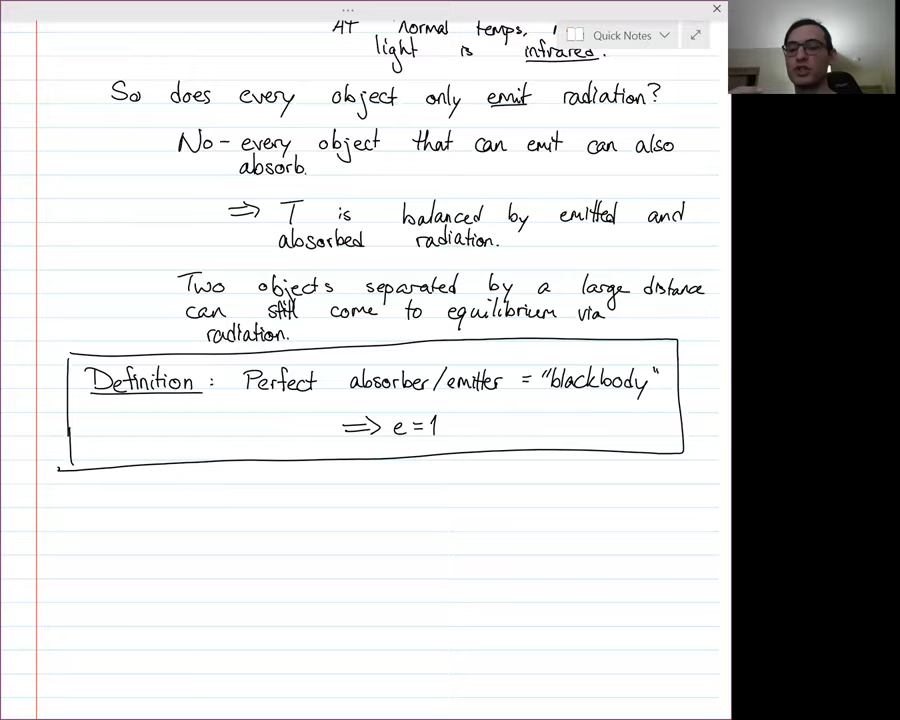 At normal temps,
Quick Notes
light is infrared.
So does every object only emit radiation?
No - every object that can emit can also
absorb.
⇒ T is balanced by emitted and
absorbed radiation.
Two objects separated by a large distance
can still come to equilibrium via
radiation.
Definition: Perfect absorber/emitter = "blackbody"
⇒ e = 1